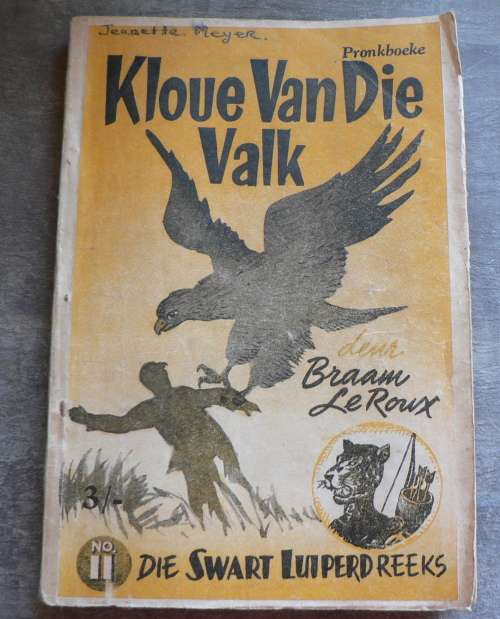 Jeanette Meyer.
Pronkboeke
Kloue Van Die
Valk
deur
Braam
Le Roux
3/-
NO.
11 DIE SWART LUIPERD REEKS